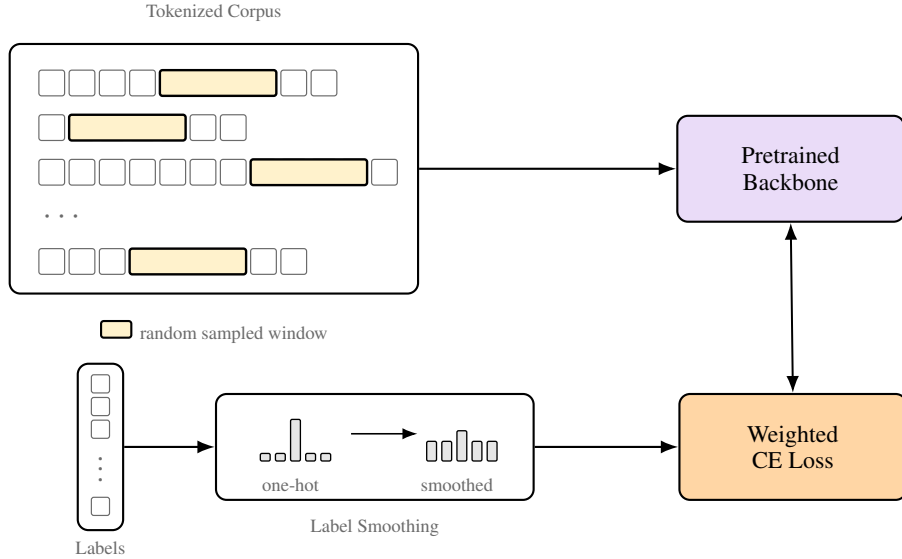 Tokenized Corpus
Pretrained
Backbone
. . .
random sampled window
Weighted
CE Loss
one-hot
smoothed
Label Smoothing
Labels